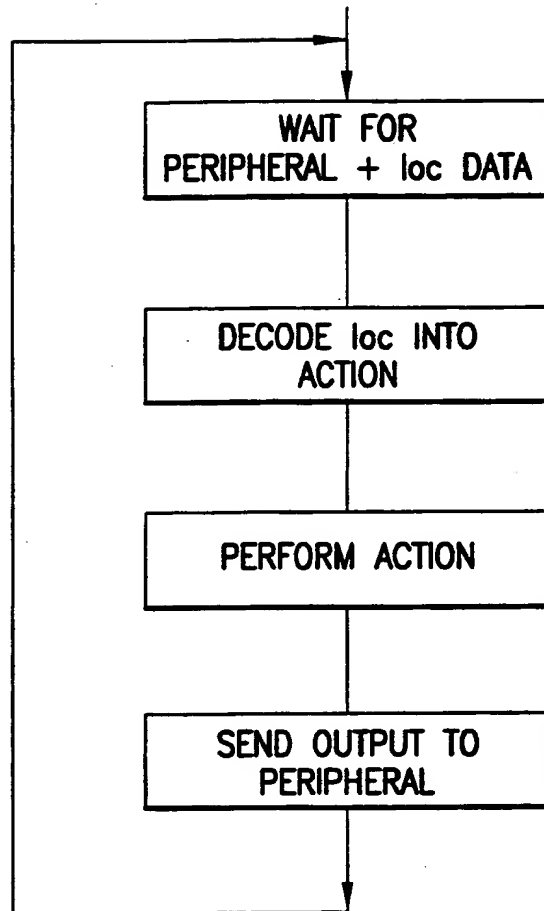 WAIT FOR
PERIPHERAL + loc DATA
DECODE loc INTO
ACTION
PERFORM ACTION
SEND OUTPUT TO
PERIPHERAL